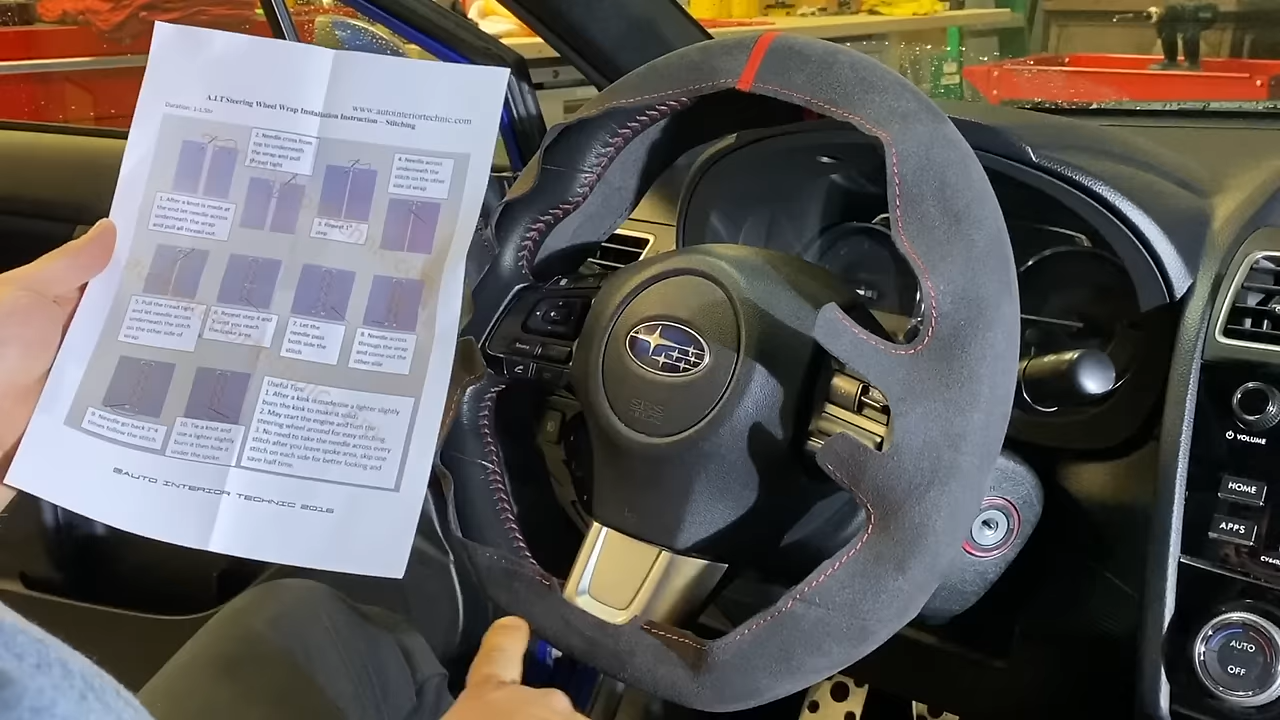 A.I.T Steering Wheel Wrap Installation Instruction – Stitching
www.autointeriortechnic.com
Duration: 1-1.5hr
1. After a knot is made at
the end let needle across
underneath the wrap
and pull all thread out.
2. Needle cross from
top to underneath
the wrap and pull
thread tight
3. Repeat 1st
step
4. Needle across
underneath the
stitch on the other
side of wrap
5. Pull the tread tight
and let needle across
underneath the stitch
on the other side of
wrap
6. Repeat step 4 and
5 until you reach
the spoke area
7. Let the
needle pass
both side the
stitch
8. Needle across
through the wrap
and come out the
other side
9. Needle go back 3~4
times follow the stitch
10. Tie a knot and
use a lighter slightly
burn it then hide it
under the spoke.
Useful Tips:
1. After a kink is made use a lighter slightly
burn the kink to make it solid.
2. May start the engine and turn the
steering wheel around for easy stitching.
3. No need to take the needle across every
stitch after you leave spoke area, skip one
stitch on each side for better looking and
save half time.
©AUTO INTERIOR TECHNIC 2016
SRS
Source
VOLUME
HOME
APPS
AUTO
OFF